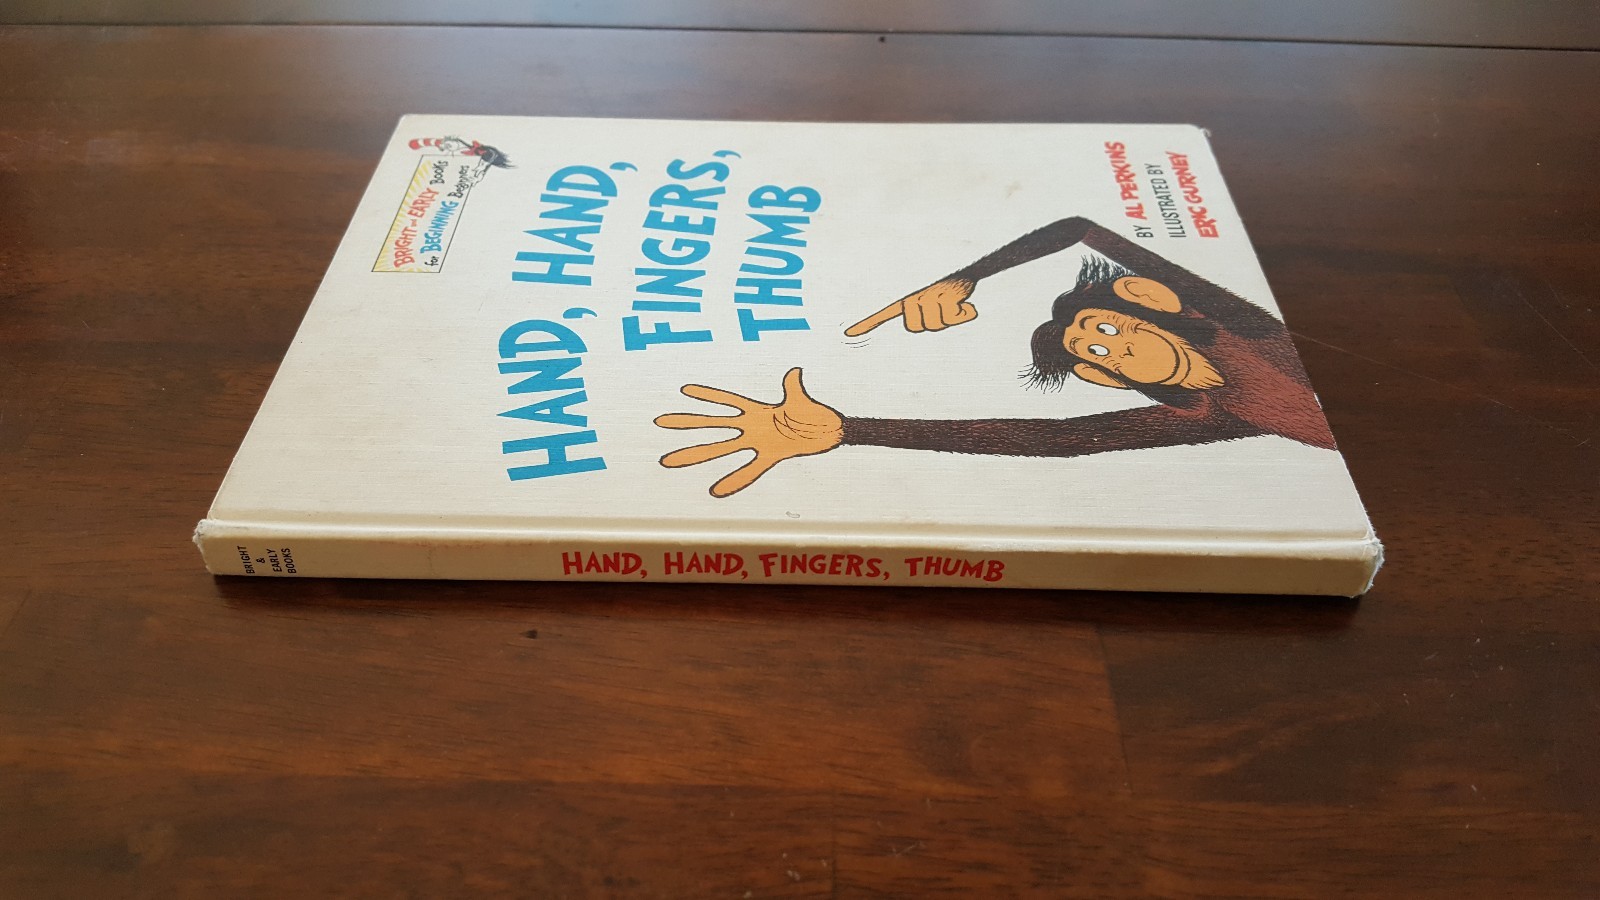 BRIGHT and EARLY BOOKS
for BEGINNING Beginners
HAND, HAND,
FINGERS,
THUMB
BY AL PERKINS
ILLUSTRATED BY
ERIC GURNEY
BRIGHT
&
EARLY
BOOKS
HAND, HAND, FINGERS, THUMB